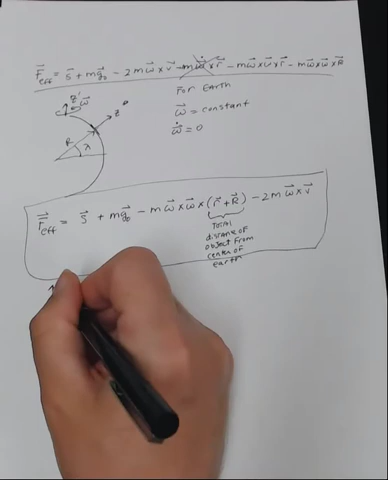 F⃗eff = S⃗ + mg⃗₀ - 2mω⃗×v⃗ - mω⃗̇×r⃗ - mω⃗×ω⃗×r⃗ - mω⃗×ω⃗×R⃗
For Earth
ω⃗ = constant
ω⃗̇ = 0
z'
ω⃗
z
R
λ
F⃗eff = S⃗ + mg⃗₀ - mω⃗×ω⃗×(r⃗+R⃗) - 2mω⃗×v⃗
Total
distance of
object from
center of
earth